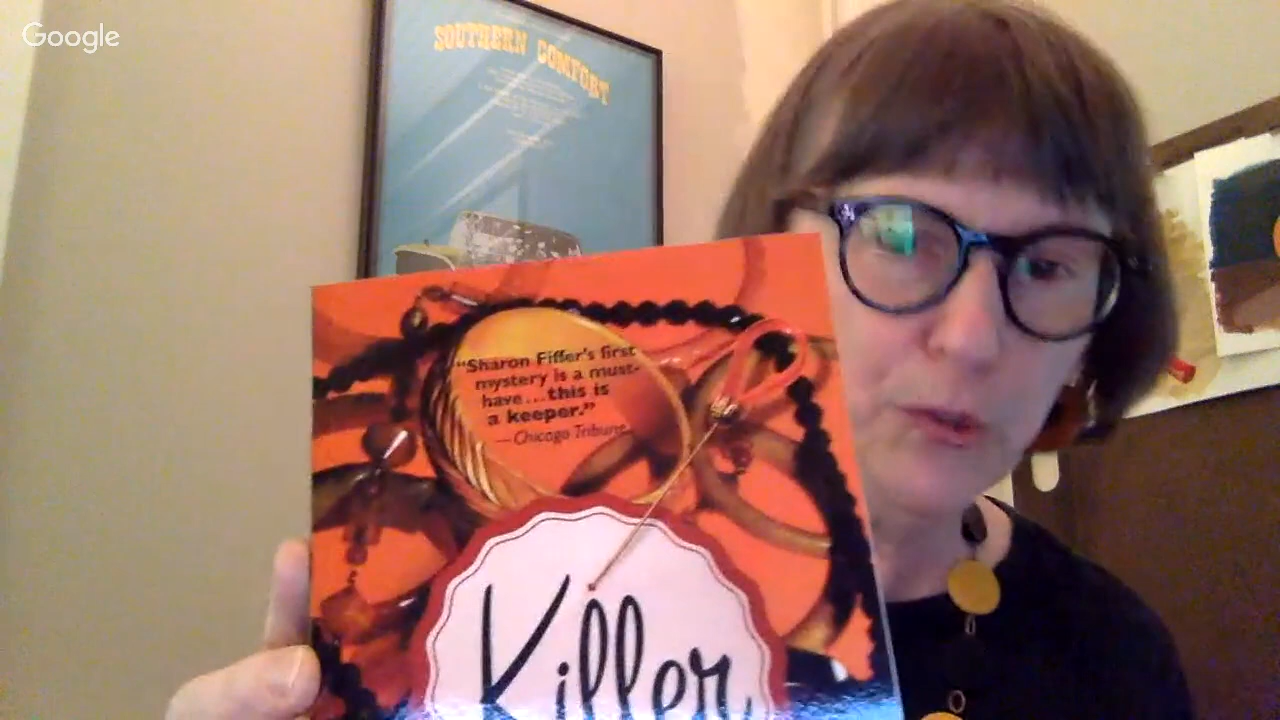 Google
SOUTHERN COMFORT
“Sharon Fiffer's first
mystery is a must-
have...this is
a keeper.”
—Chicago Tribune
Killer